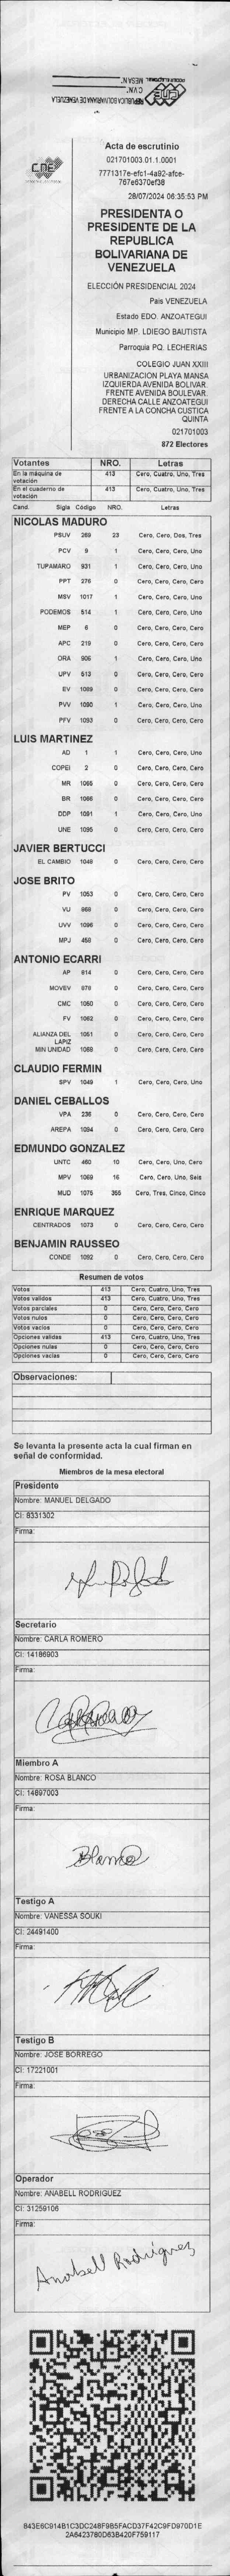 PODER ELECTORAL
CNE
MESA N.
C.V.N.
REPUBLICA BOLIVARIANA DE VENEZUELA
CNE
Acta de escrutinio
021701003.01.1.0001
7771317e-efc1-4a92-afce-
767e6370ef38
28/07/2024 06:35:53 PM
PRESIDENTA O
PRESIDENTE DE LA
REPUBLICA
BOLIVARIANA DE
VENEZUELA
ELECCIÓN PRESIDENCIAL 2024
Pais VENEZUELA
Estado EDO. ANZOATEGUI
Municipio MP. LDIEGO BAUTISTA
Parroquia PQ. LECHERIAS
COLEGIO JUAN XXIII
URBANIZACION PLAYA MANSA
IZQUIERDA AVENIDA BOLIVAR.
FRENTE AVENIDA BOULEVAR.
DERECHA CALLE ANZOATEGUI
FRENTE A LA CONCHA CUSTICA
QUINTA
021701003
872 Electores
Votantes NRO. Letras
En la máquina de votación 413 Cero, Cuatro, Uno, Tres
En el cuaderno de votación 413 Cero, Cuatro, Uno, Tres
Cand. Sigla Código NRO. Letras
NICOLAS MADURO
PSUV 269 23 Cero, Cero, Dos, Tres
PCV 9 1 Cero, Cero, Cero, Uno
TUPAMARO 931 1 Cero, Cero, Cero, Uno
PPT 276 0 Cero, Cero, Cero, Cero
MSV 1017 1 Cero, Cero, Cero, Uno
PODEMOS 514 1 Cero, Cero, Cero, Uno
MEP 6 0 Cero, Cero, Cero, Cero
APC 219 0 Cero, Cero, Cero, Cero
ORA 906 1 Cero, Cero, Cero, Uno
UPV 513 0 Cero, Cero, Cero, Cero
EV 1089 0 Cero, Cero, Cero, Cero
PVV 1090 1 Cero, Cero, Cero, Uno
PFV 1093 0 Cero, Cero, Cero, Cero
LUIS MARTINEZ
AD 1 1 Cero, Cero, Cero, Uno
COPEI 2 0 Cero, Cero, Cero, Cero
MR 1065 0 Cero, Cero, Cero, Cero
BR 1066 0 Cero, Cero, Cero, Cero
DDP 1091 1 Cero, Cero, Cero, Uno
UNE 1095 0 Cero, Cero, Cero, Cero
JAVIER BERTUCCI
EL CAMBIO 1048 0 Cero, Cero, Cero, Cero
JOSE BRITO
PV 1053 0 Cero, Cero, Cero, Cero
VU 868 0 Cero, Cero, Cero, Cero
UVV 1096 0 Cero, Cero, Cero, Cero
MPJ 458 0 Cero, Cero, Cero, Cero
ANTONIO ECARRI
AP 814 0 Cero, Cero, Cero, Cero
MOVEV 878 0 Cero, Cero, Cero, Cero
CMC 1050 0 Cero, Cero, Cero, Cero
FV 1062 0 Cero, Cero, Cero, Cero
ALIANZA DEL LAPIZ 1051 0 Cero, Cero, Cero, Cero
MIN UNIDAD 1068 0 Cero, Cero, Cero, Cero
CLAUDIO FERMIN
SPV 1049 1 Cero, Cero, Cero, Uno
DANIEL CEBALLOS
VPA 236 0 Cero, Cero, Cero, Cero
AREPA 1094 0 Cero, Cero, Cero, Cero
EDMUNDO GONZALEZ
UNTC 460 10 Cero, Cero, Uno, Cero
MPV 1069 16 Cero, Cero, Uno, Seis
MUD 1075 355 Cero, Tres, Cinco, Cinco
ENRIQUE MARQUEZ
CENTRADOS 1073 0 Cero, Cero, Cero, Cero
BENJAMIN RAUSSEO
CONDE 1092 0 Cero, Cero, Cero, Cero
Resumen de votos
Votos 413 Cero, Cuatro, Uno, Tres
Votos validos 413 Cero, Cuatro, Uno, Tres
Votos parciales 0 Cero, Cero, Cero, Cero
Votos nulos 0 Cero, Cero, Cero, Cero
Votos vacios 0 Cero, Cero, Cero, Cero
Opciones validas 413 Cero, Cuatro, Uno, Tres
Opciones nulas 0 Cero, Cero, Cero, Cero
Opciones vacias 0 Cero, Cero, Cero, Cero
Observaciones:
Se levanta la presente acta la cual firman en
señal de conformidad.
Miembros de la mesa electoral
Presidente
Nombre: MANUEL DELGADO
CI: 8331302
Firma:
Secretario
Nombre: CARLA ROMERO
CI: 14186903
Firma:
Miembro A
Nombre: ROSA BLANCO
CI: 14897003
Firma:
Blanco
Testigo A
Nombre: VANESSA SOUKI
CI: 24491400
Firma:
Testigo B
Nombre: JOSE BORREGO
CI: 17221001
Firma:
Operador
Nombre: ANABELL RODRIGUEZ
CI: 31259106
Firma:
Anabell Rodriguez
843E6C914B1C3DC248F9B5FACD37F42C9FD970D1E
2A6423780D63B420F759117